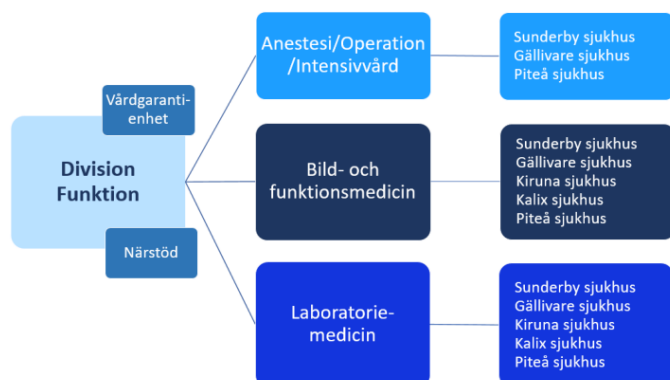 Vårdgaranti-
enhet
Division
Funktion
Närstöd
Anestesi/Operation
/Intensivvård
Sunderby sjukhus
Gällivare sjukhus
Piteå sjukhus
Bild- och
funktionsmedicin
Sunderby sjukhus
Gällivare sjukhus
Kiruna sjukhus
Kalix sjukhus
Piteå sjukhus
Laboratorie-
medicin
Sunderby sjukhus
Gällivare sjukhus
Kiruna sjukhus
Kalix sjukhus
Piteå sjukhus